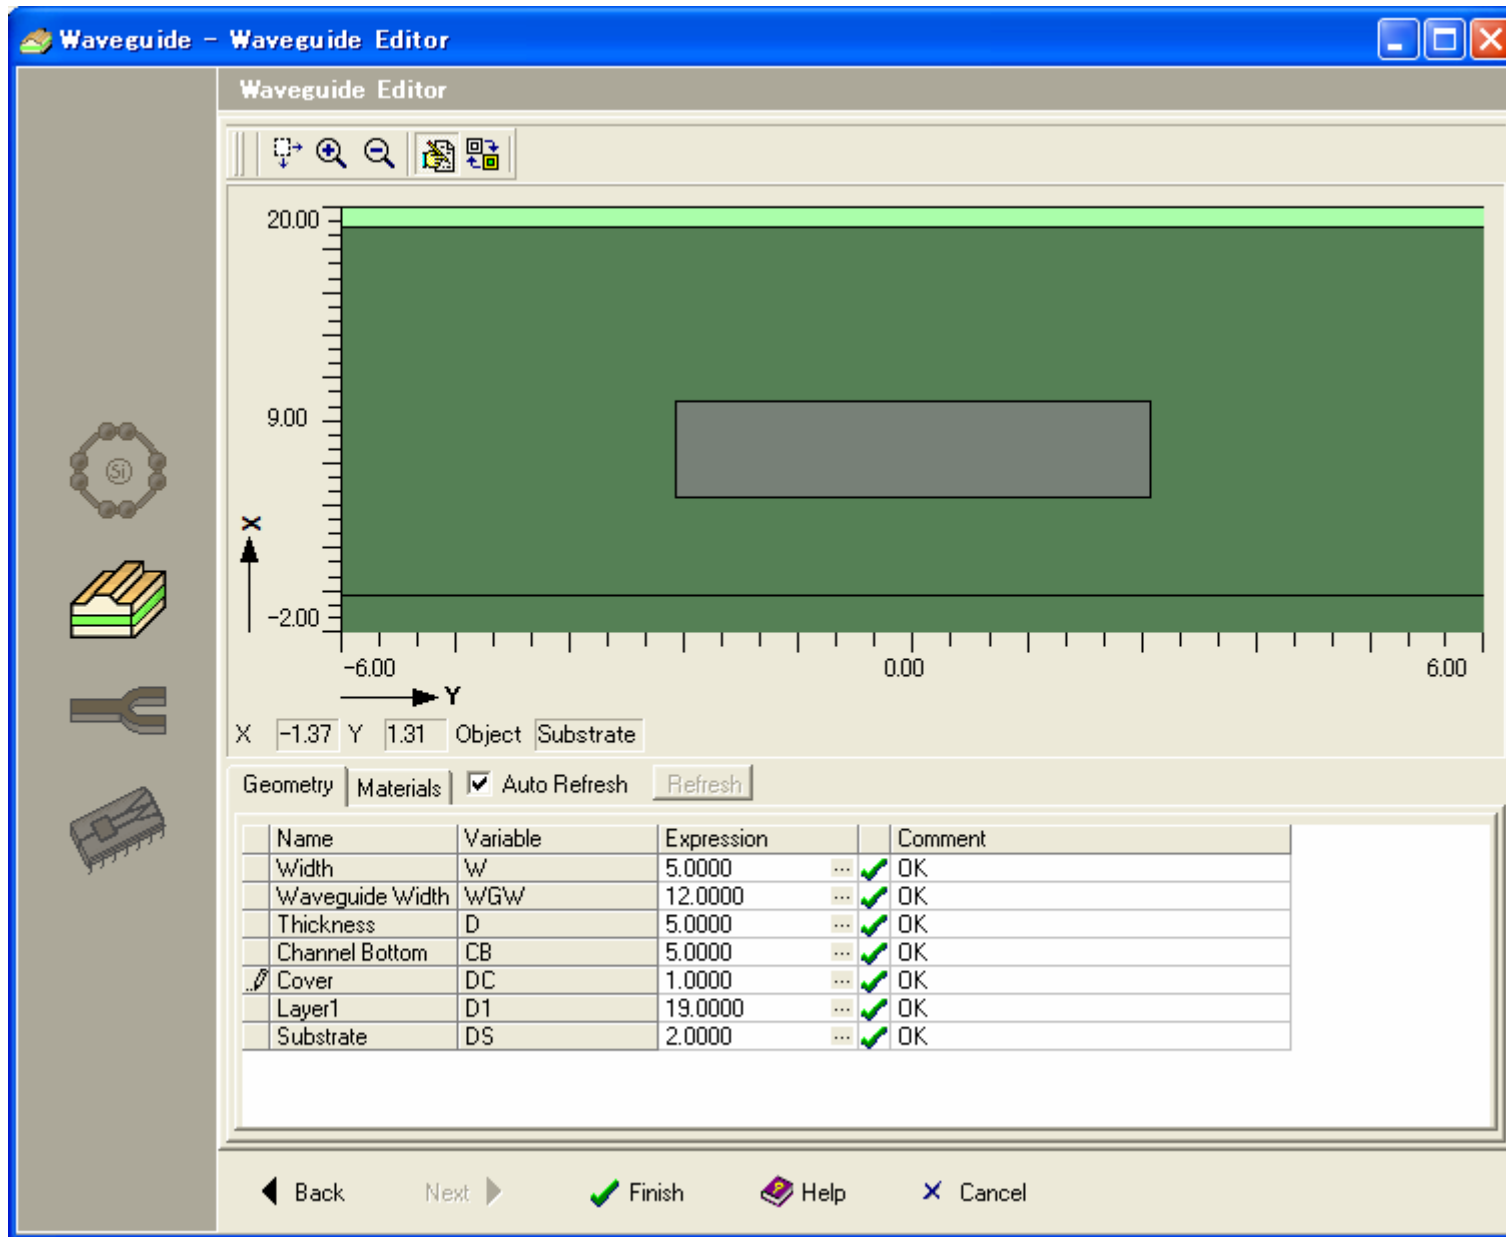 Waveguide - Waveguide Editor
Waveguide Editor
20.00
9.00
-2.00
X
-6.00 0.00 6.00
Y
X -1.37 Y 1.31 Object Substrate
Geometry Materials Auto Refresh Refresh
Name Variable Expression Comment
Width W 5.0000 ... OK
Waveguide Width WGW 12.0000 ... OK
Thickness D 5.0000 ... OK
Channel Bottom CB 5.0000 ... OK
Cover DC 1.0000 ... OK
Layer1 D1 19.0000 ... OK
Substrate DS 2.0000 ... OK
Si
Back Next Finish Help Cancel